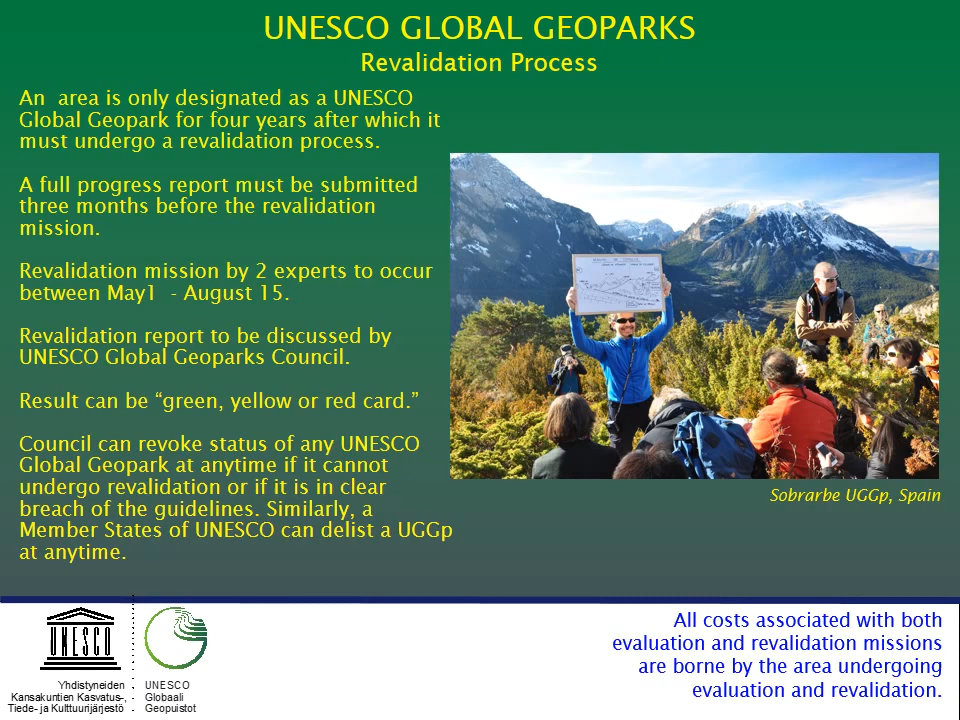 UNESCO GLOBAL GEOPARKS
Revalidation Process
An  area is only designated as a UNESCO
Global Geopark for four years after which it
must undergo a revalidation process.
A full progress report must be submitted
three months before the revalidation
mission.
Revalidation mission by 2 experts to occur
between May1  - August 15.
Revalidation report to be discussed by
UNESCO Global Geoparks Council.
Result can be “green, yellow or red card.”
Council can revoke status of any UNESCO
Global Geopark at anytime if it cannot
undergo revalidation or if it is in clear
breach of the guidelines. Similarly, a
Member States of UNESCO can delist a UGGp
at anytime.
Sobrarbe UGGp, Spain
UNESCO
Yhdistyneiden
Kansakuntien Kasvatus–,
Tiede- ja Kulttuurijärjestö
UNESCO
Globaali
Geopuistot
All costs associated with both
evaluation and revalidation missions
are borne by the area undergoing
evaluation and revalidation.